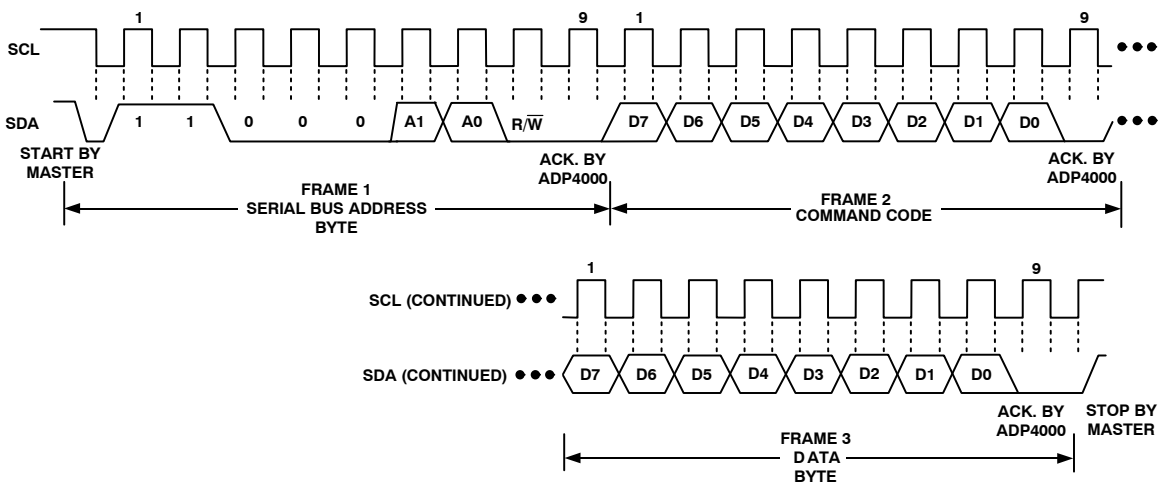 1 9 1 9
SCL
SDA 1 1 0 0 0 A1 A0 R/W̅ D7 D6 D5 D4 D3 D2 D1 D0
START BY
MASTER
ACK. BY
ADP4000
ACK. BY
ADP4000
FRAME 1
SERIAL BUS ADDRESS
BYTE
FRAME 2
COMMAND CODE
1 9
SCL (CONTINUED)
SDA (CONTINUED) D7 D6 D5 D4 D3 D2 D1 D0
ACK. BY
ADP4000
STOP BY
MASTER
FRAME 3
DATA
BYTE